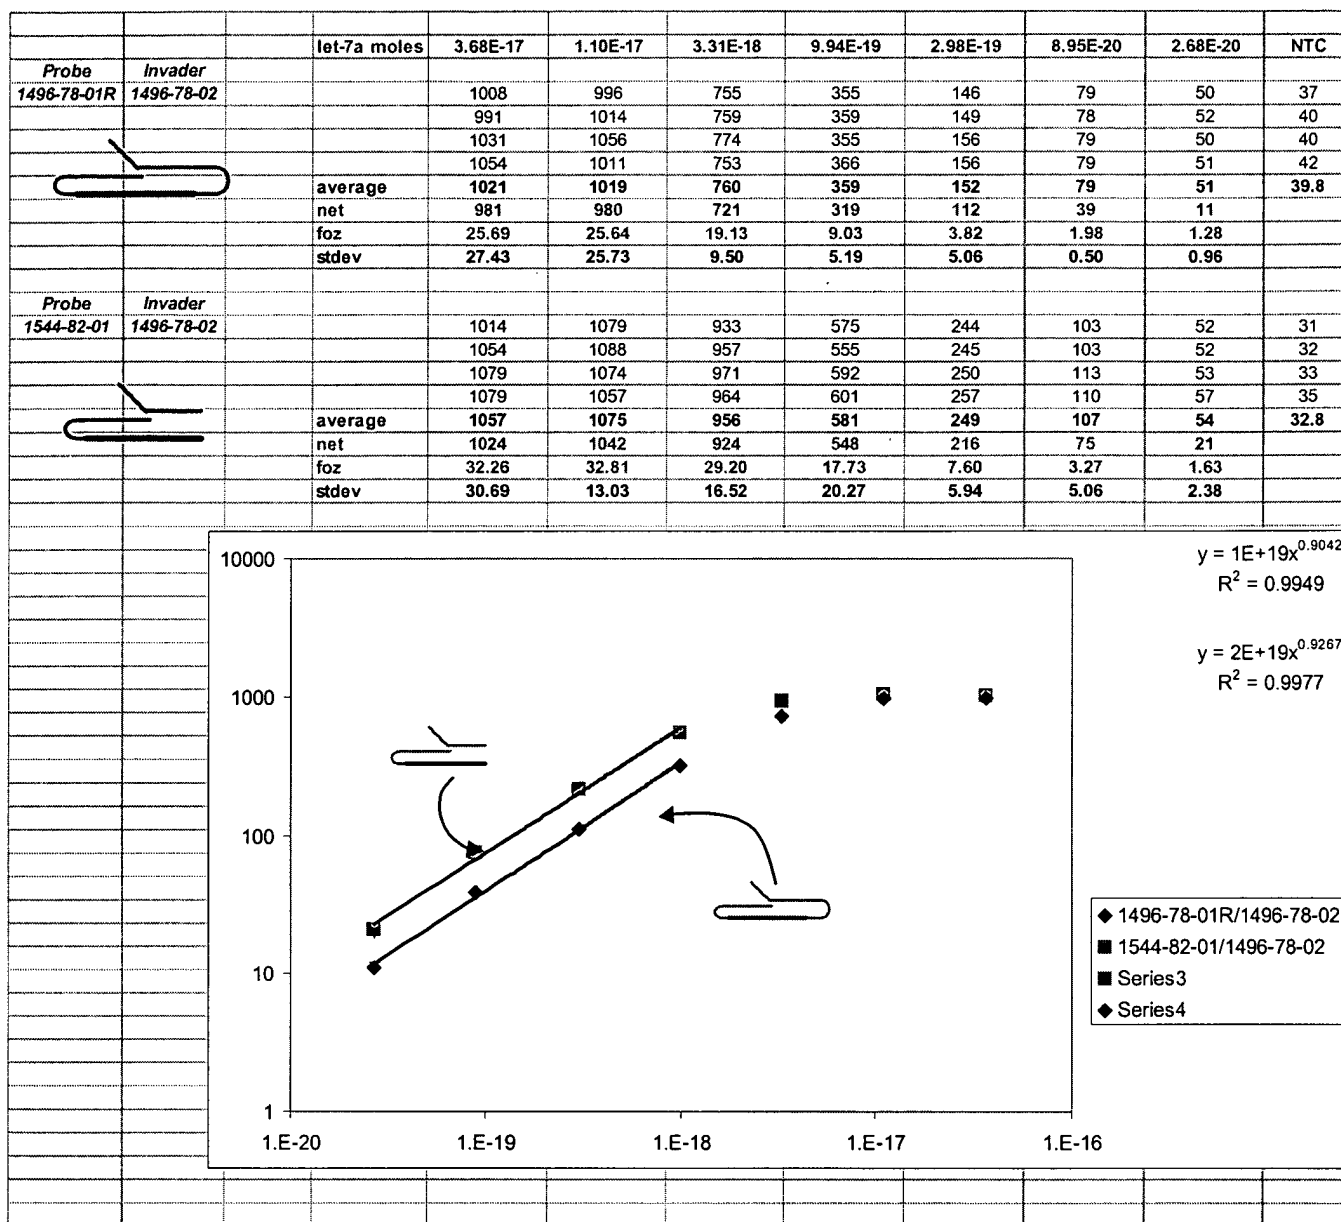 let-7a moles 3.68E-17 1.10E-17 3.31E-18 9.94E-19 2.98E-19 8.95E-20 2.68E-20 NTC
Probe Invader
1496-78-01R 1496-78-02 1008 996 755 355 146 79 50 37
991 1014 759 359 149 78 52 40
1031 1056 774 355 156 79 50 40
1054 1011 753 366 156 79 51 42
average 1021 1019 760 359 152 79 51 39.8
net 981 980 721 319 112 39 11
foz 25.69 25.64 19.13 9.03 3.82 1.98 1.28
stdev 27.43 25.73 9.50 5.19 5.06 0.50 0.96
Probe Invader
1544-82-01 1496-78-02 1014 1079 933 575 244 103 52 31
1054 1088 957 555 245 103 52 32
1079 1074 971 592 250 113 53 33
1079 1057 964 601 257 110 57 35
average 1057 1075 956 581 249 107 54 32.8
net 1024 1042 924 548 216 75 21
foz 32.26 32.81 29.20 17.73 7.60 3.27 1.63
stdev 30.69 13.03 16.52 20.27 5.94 5.06 2.38
y = 1E+19x^0.9042
R² = 0.9949
y = 2E+19x^0.9267
R² = 0.9977
10000
1000
100
10
1
1.E-20 1.E-19 1.E-18 1.E-17 1.E-16
1496-78-01R/1496-78-02
1544-82-01/1496-78-02
Series3
Series4